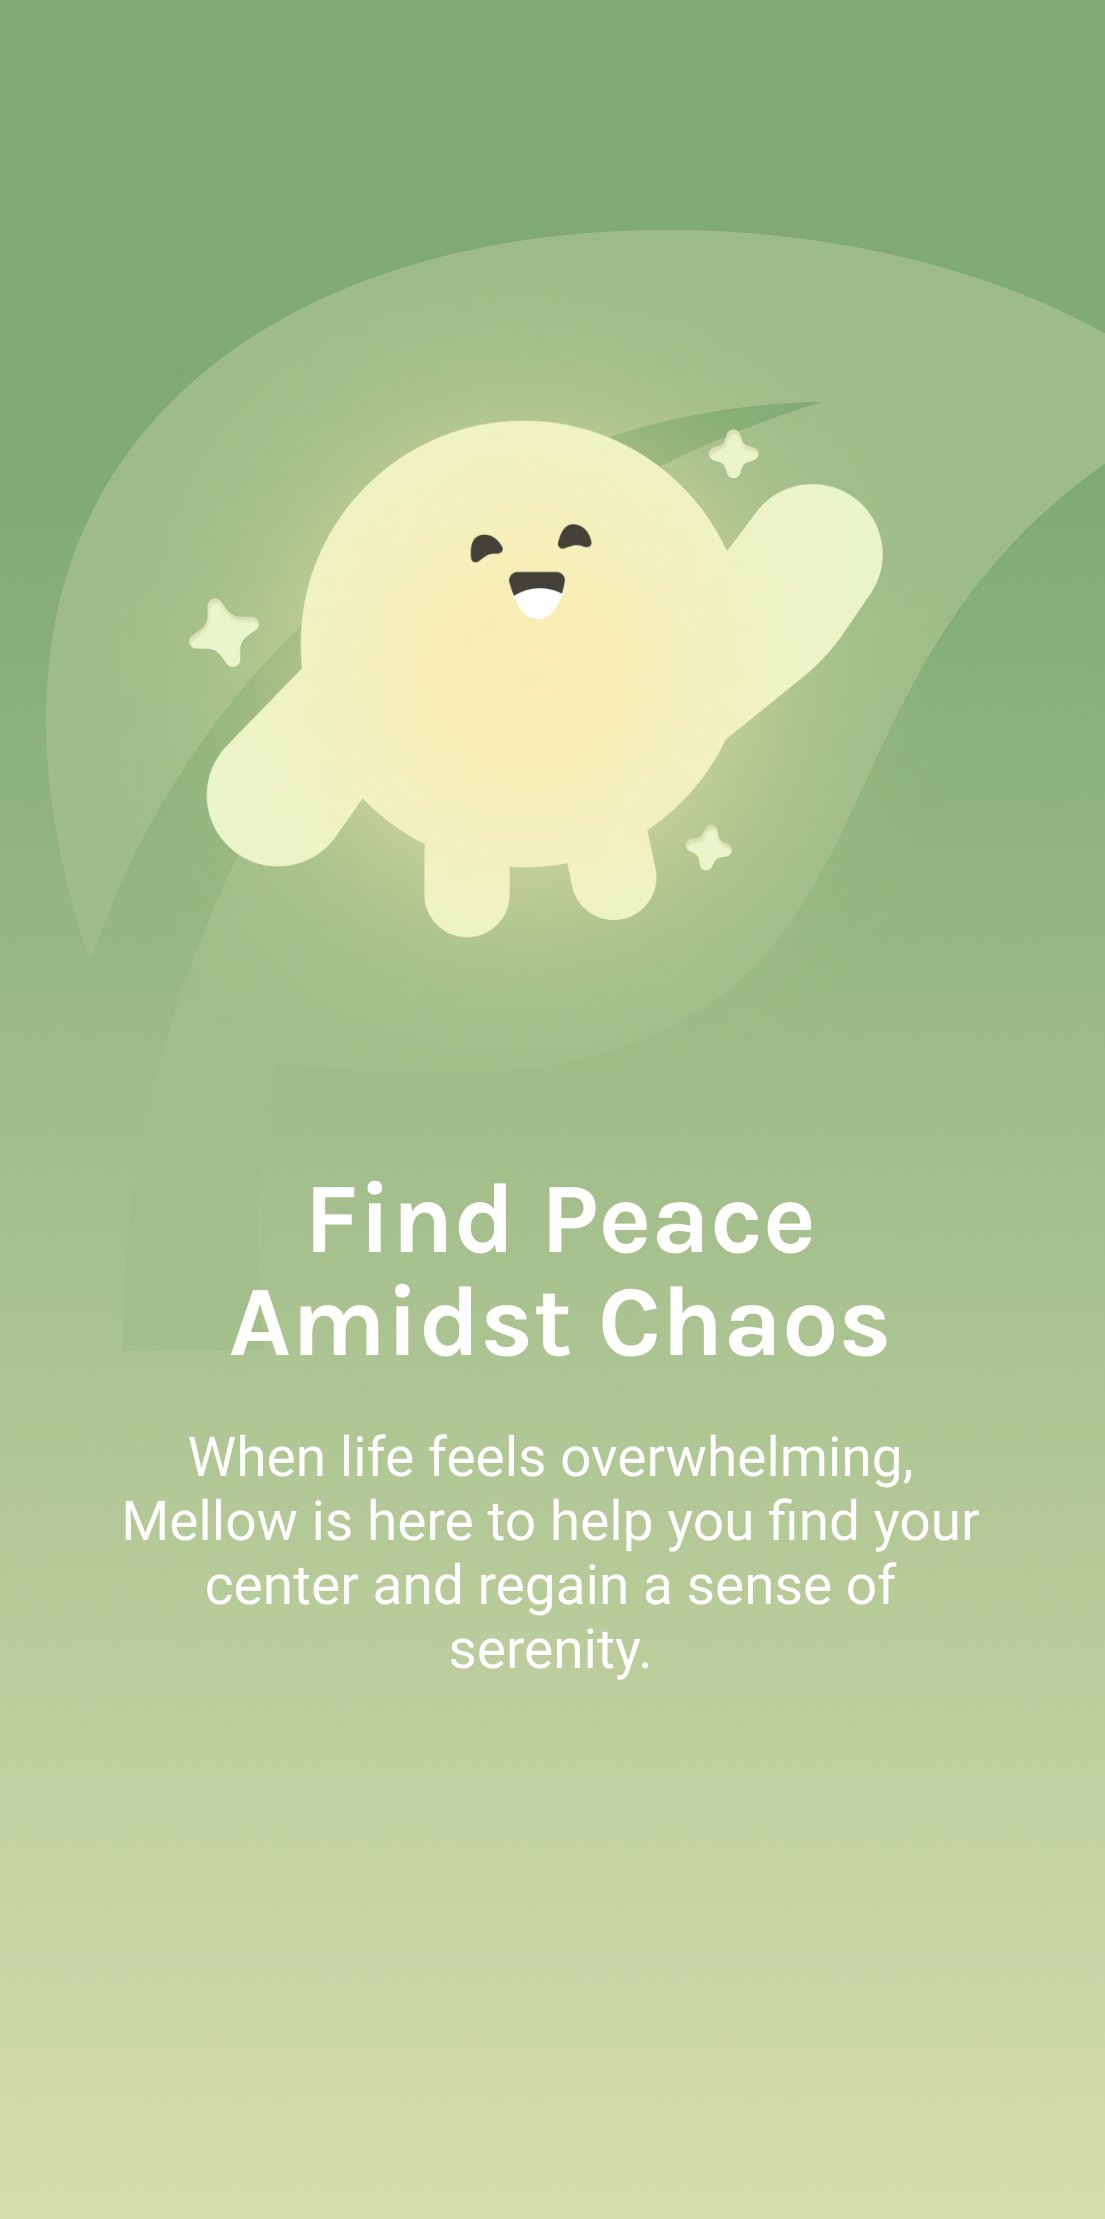 Find Peace
Amidst Chaos
When life feels overwhelming,
Mellow is here to help you find your
center and regain a sense of
serenity.